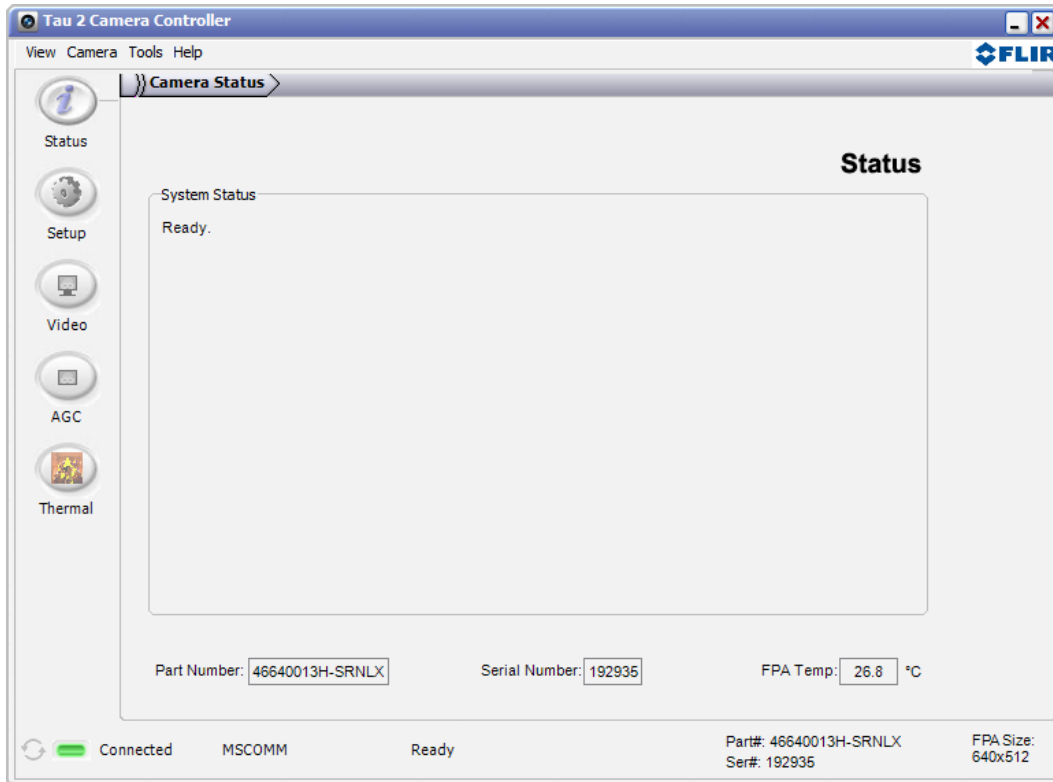 Tau 2 Camera Controller
View Camera Tools Help
FLIR
Camera Status
Status
Setup
Video
AGC
Thermal
Status
System Status
Ready.
Part Number: 46640013H-SRNLX
Serial Number: 192935
FPA Temp: 26.8 °C
Connected MSCOMM Ready
Part#: 46640013H-SRNLX
Ser#: 192935
FPA Size:
640x512